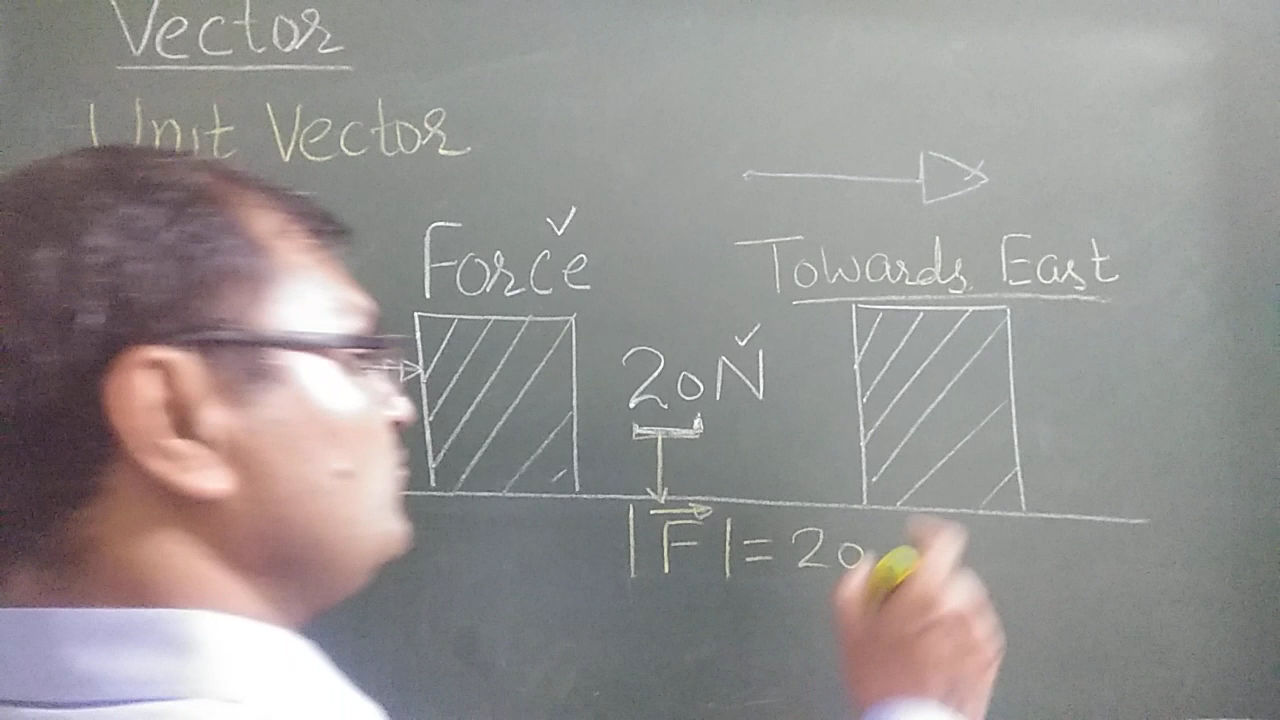 Vector
Unit Vector
Force
Towards East
20N
|F⃗| = 20